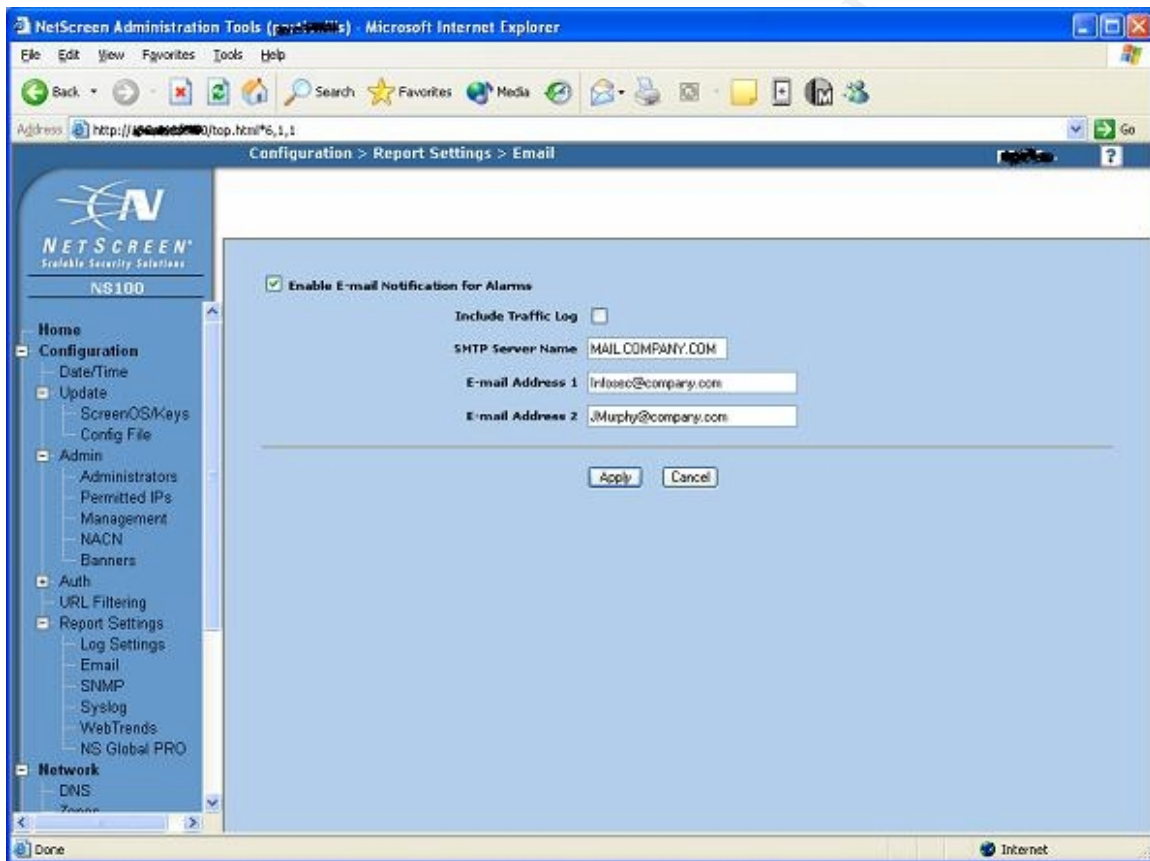 NetScreen Administration Tools ( s) - Microsoft Internet Explorer
File Edit View Favorites Tools Help
Back Search Favorites Media
Address http:// 0/top.html*6,1,1 Go
Configuration > Report Settings > Email ?
N
NETSCREEN
Scalable Security Solutions
NS100
Enable E-mail Notification for Alarms
Include Traffic Log
SMTP Server Name MAIL.COMPANY.COM
E-mail Address 1 Infosec@company.com
E-mail Address 2 JMurphy@company.com
Apply Cancel
Home
Configuration
Date/Time
Update
ScreenOS/Keys
Config File
Admin
Administrators
Permitted IPs
Management
NACN
Banners
Auth
URL Filtering
Report Settings
Log Settings
Email
SNMP
Syslog
WebTrends
NS Global PRO
Network
DNS
Zones
Done Internet